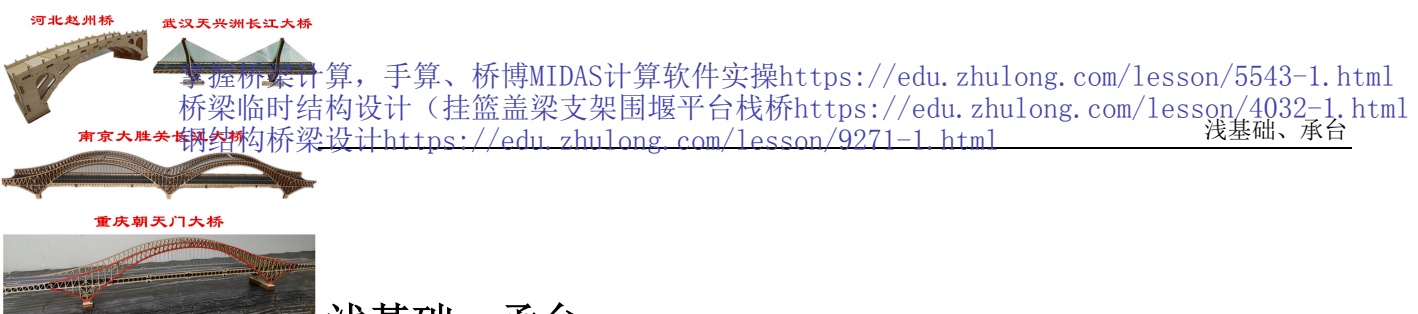 河北赵州桥
武汉天兴洲长江大桥
掌握桥梁计算，手算、桥博MIDAS计算软件实操https://edu.zhulong.com/lesson/5543-1.html
桥梁临时结构设计（挂篮盖梁支架围堰平台栈桥https://edu.zhulong.com/lesson/4032-1.html
南京大胜关长江大桥
钢结构桥梁设计https://edu.zhulong.com/lesson/9271-1.html
浅基础、承台
重庆朝天门大桥
浅基础、承台